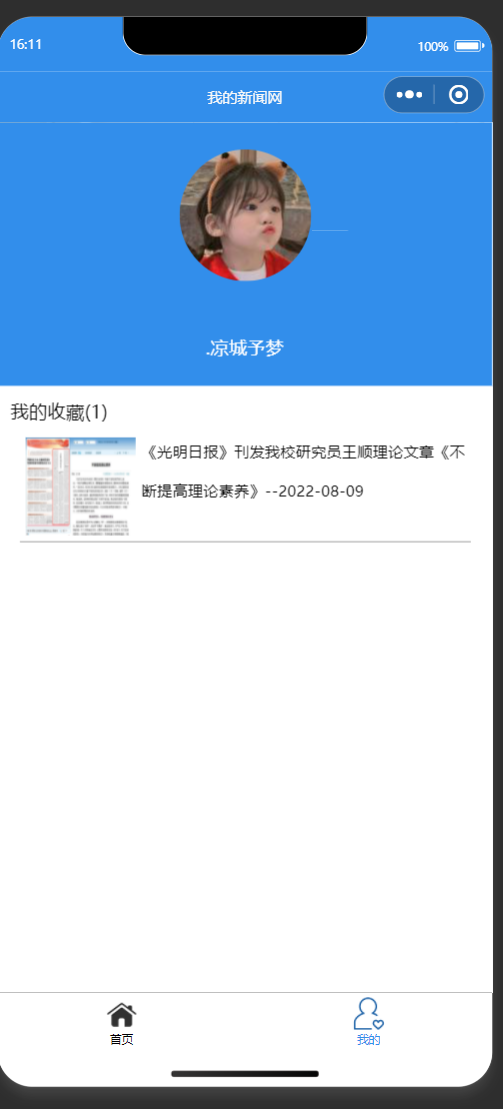 16:11
100%
我的新闻网
.凉城予梦
我的收藏(1)
《光明日报》刊发我校研究员王顺理论文章《不
断提高理论素养》--2022-08-09
首页
我的